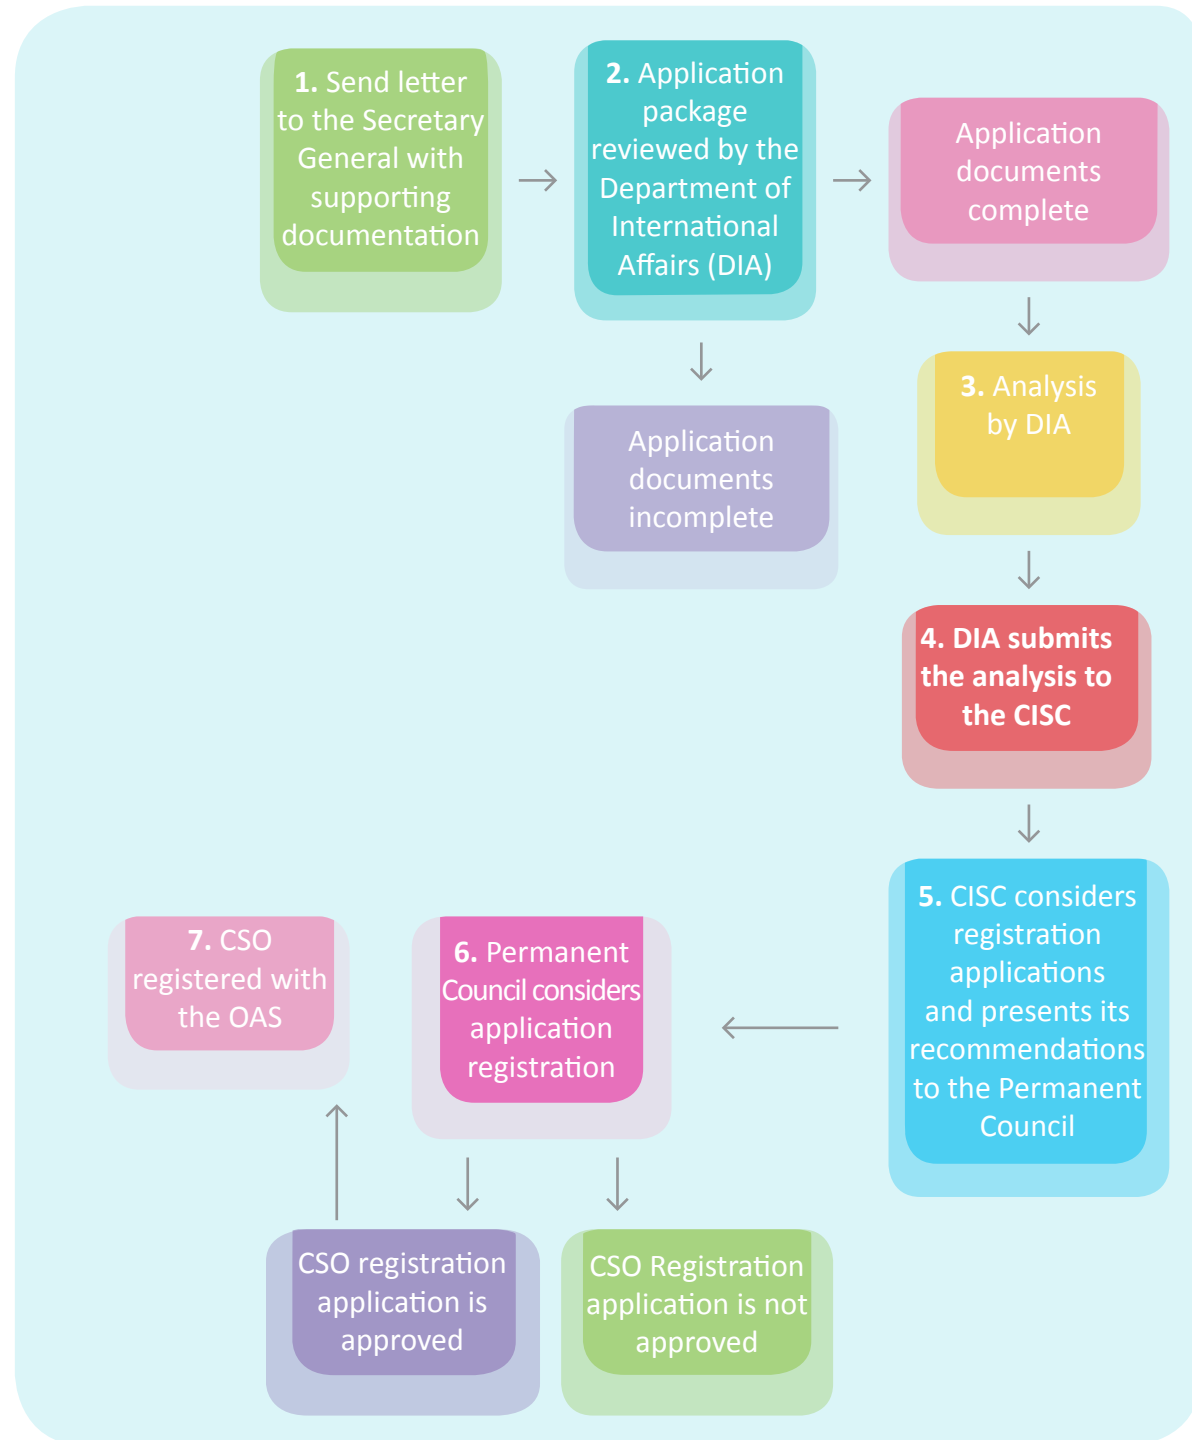 1. Send letter
to the Secretary
General with
supporting
documentation
2. Application
package
reviewed by the
Department of
International
Affairs (DIA)
Application
documents
complete
Application
documents
incomplete
3. Analysis
by DIA
4. DIA submits
the analysis to
the CISC
5. CISC considers
registration
applications
and presents its
recommendations
to the Permanent
Council
6. Permanent
Council considers
application
registration
7. CSO
registered with
the OAS
CSO registration
application is
approved
CSO Registration
application is not
approved